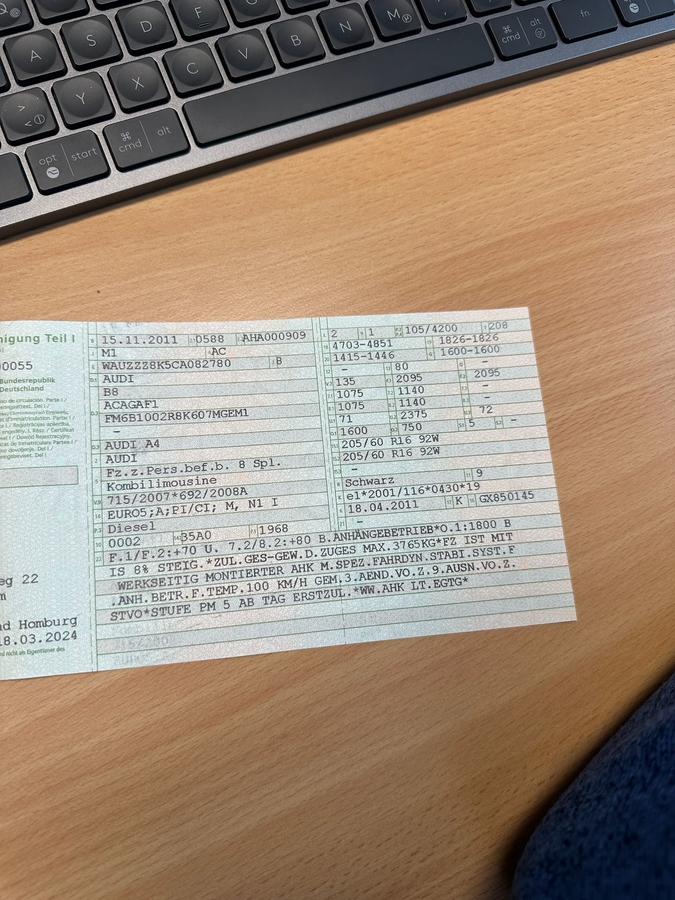 A S D F
Y X C V B N M
opt start cmd alt
cmd alt fn
nigung Teil I
00055
Bundesrepublik
Deutschland
eg 22
m
ad Homburg
18.03.2024
15.11.2011 0588 AHA000909
M1 AC
WAUZZZ8K5CA082780 B
AUDI
B8
ACAGAF1
FM6B1002R8K607MGEM1
–
AUDI A4
AUDI
Fz.z.Pers.bef.b. 8 Spl.
Kombilimousine
715/2007*692/2008A
EURO5;A;PI/CI; M, N1 I
Diesel
0002 35A0 1968
2 1 105/4200 208
4703-4851 1826-1826
1415-1446 1600-1600
– 80
135 2095 2095
1075 1140
1075 1140
71 2375 72
1600 750 5 –
205/60 R16 92W
205/60 R16 92W
–
Schwarz 9
e1*2001/116*0430*19
18.04.2011 K GX850145
–
F.1/F.2:+70 U. 7.2/8.2:+80 B.ANHÄNGEBETRIEB*O.1:1800 B
IS 8% STEIG.*ZUL.GES-GEW.D.ZUGES MAX.3765KG*FZ IST MIT
WERKSEITIG MONTIERTER AHK M.SPEZ.FAHRDYN.STABI.SYST.F
.ANH.BETR.F.TEMP.100 KM/H GEM.3.AEND.VO.Z.9.AUSN.VO.Z.
STVO*STUFE PM 5 AB TAG ERSTZUL.*WW.AHK LT.EGTG*